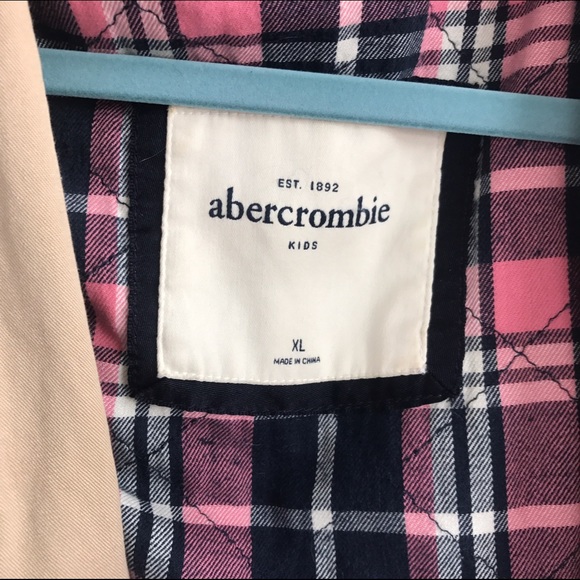 EST. 1892
abercrombie
KIDS
XL
MADE IN CHINA